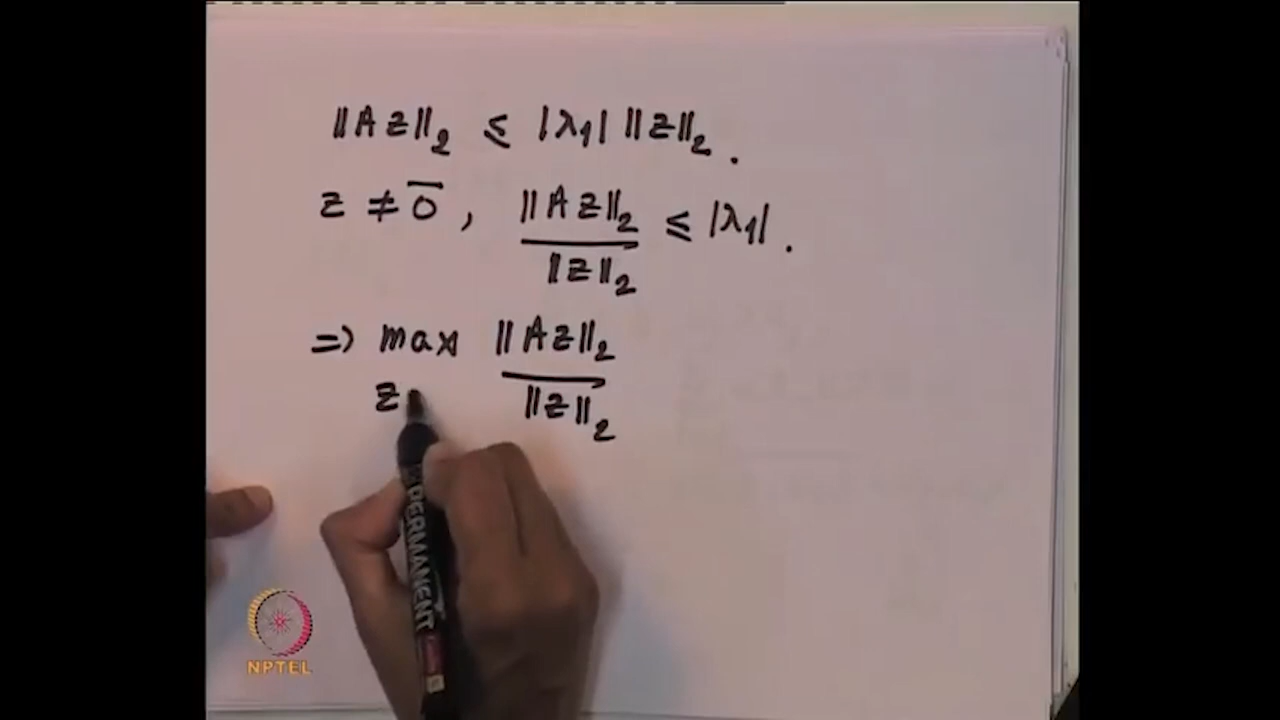 ‖Az‖₂ ≤ |λ₁| ‖z‖₂ .
z ≠ 0̅ , ‖Az‖₂ / ‖z‖₂ ≤ |λ₁| .
⇒ max ‖Az‖₂ / ‖z‖₂
z
PERMANENT
NPTEL